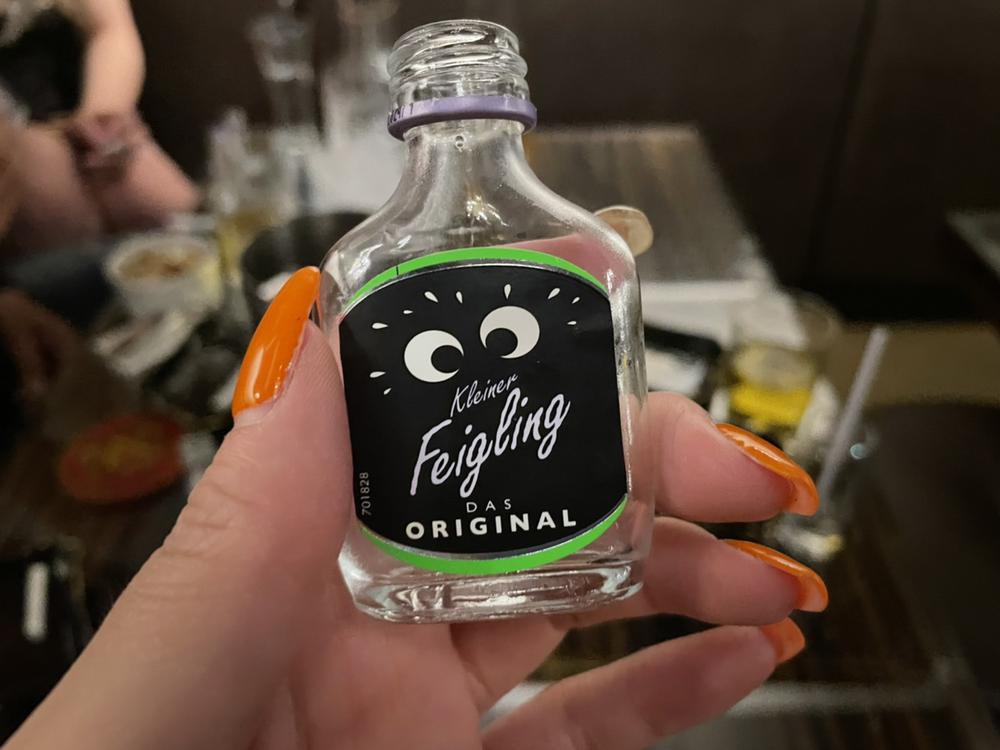 Kleiner
Feigling
DAS
ORIGINAL
701828